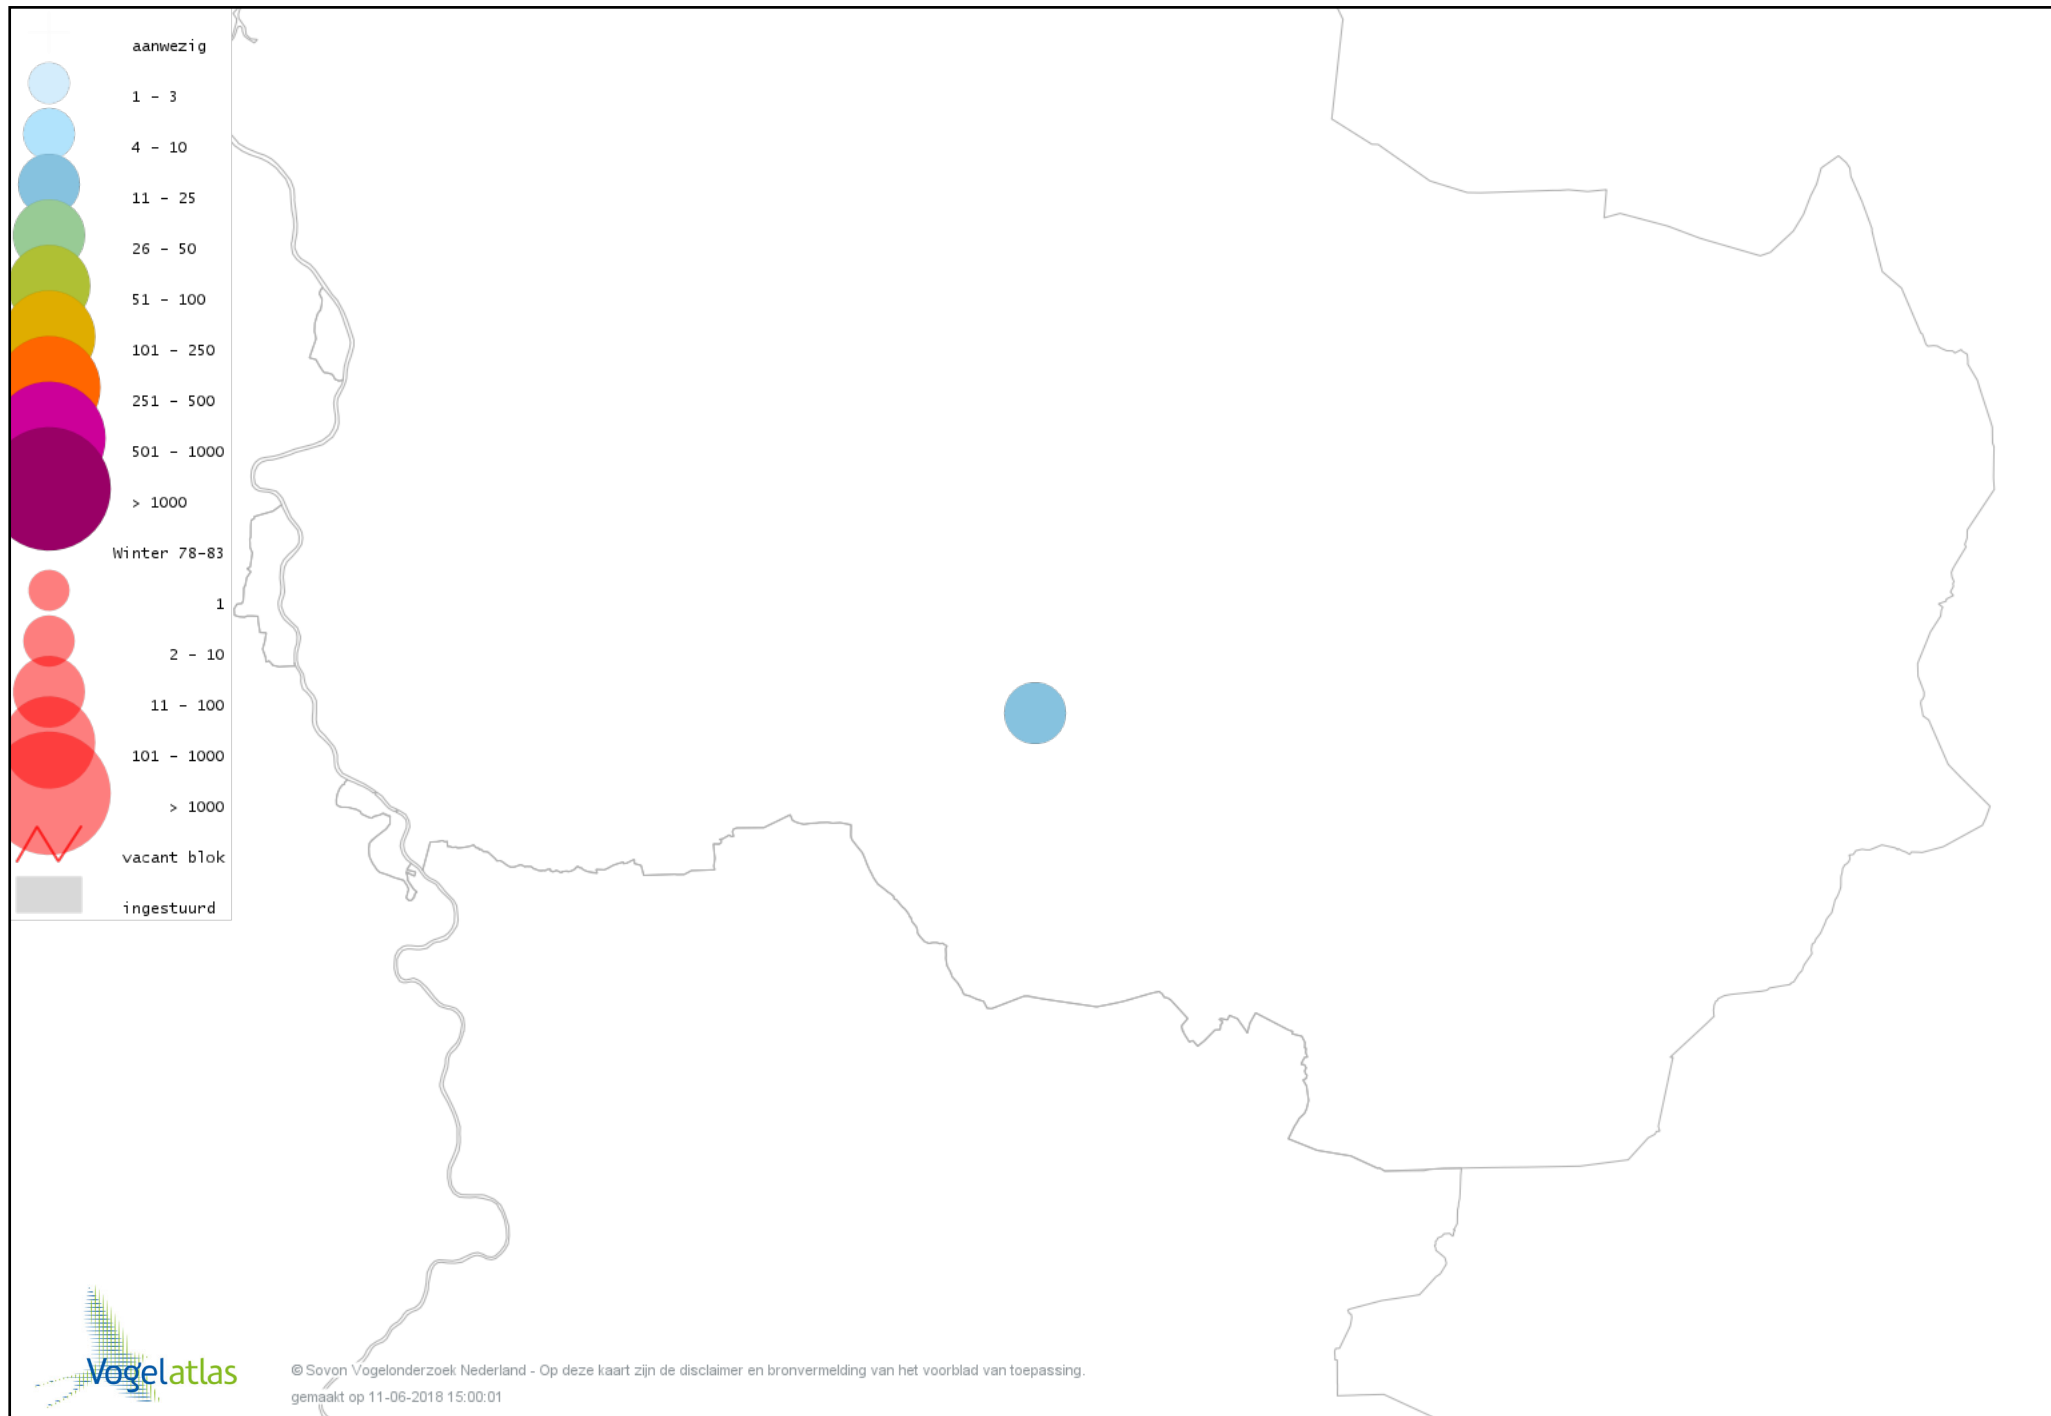 aanwezig
1 - 3
4 - 10
11 - 25
26 - 50
51 - 100
101 - 250
251 - 500
501 - 1000
> 1000
Winter 78-83
1
2 - 10
11 - 100
101 - 1000
> 1000
vacant blok
ingestuurd
Vogelatlas
© Sovon Vogelonderzoek Nederland - Op deze kaart zijn de disclaimer en bronvermelding van het voorblad van toepassing.
gemaakt op 11-06-2018 15:00:01